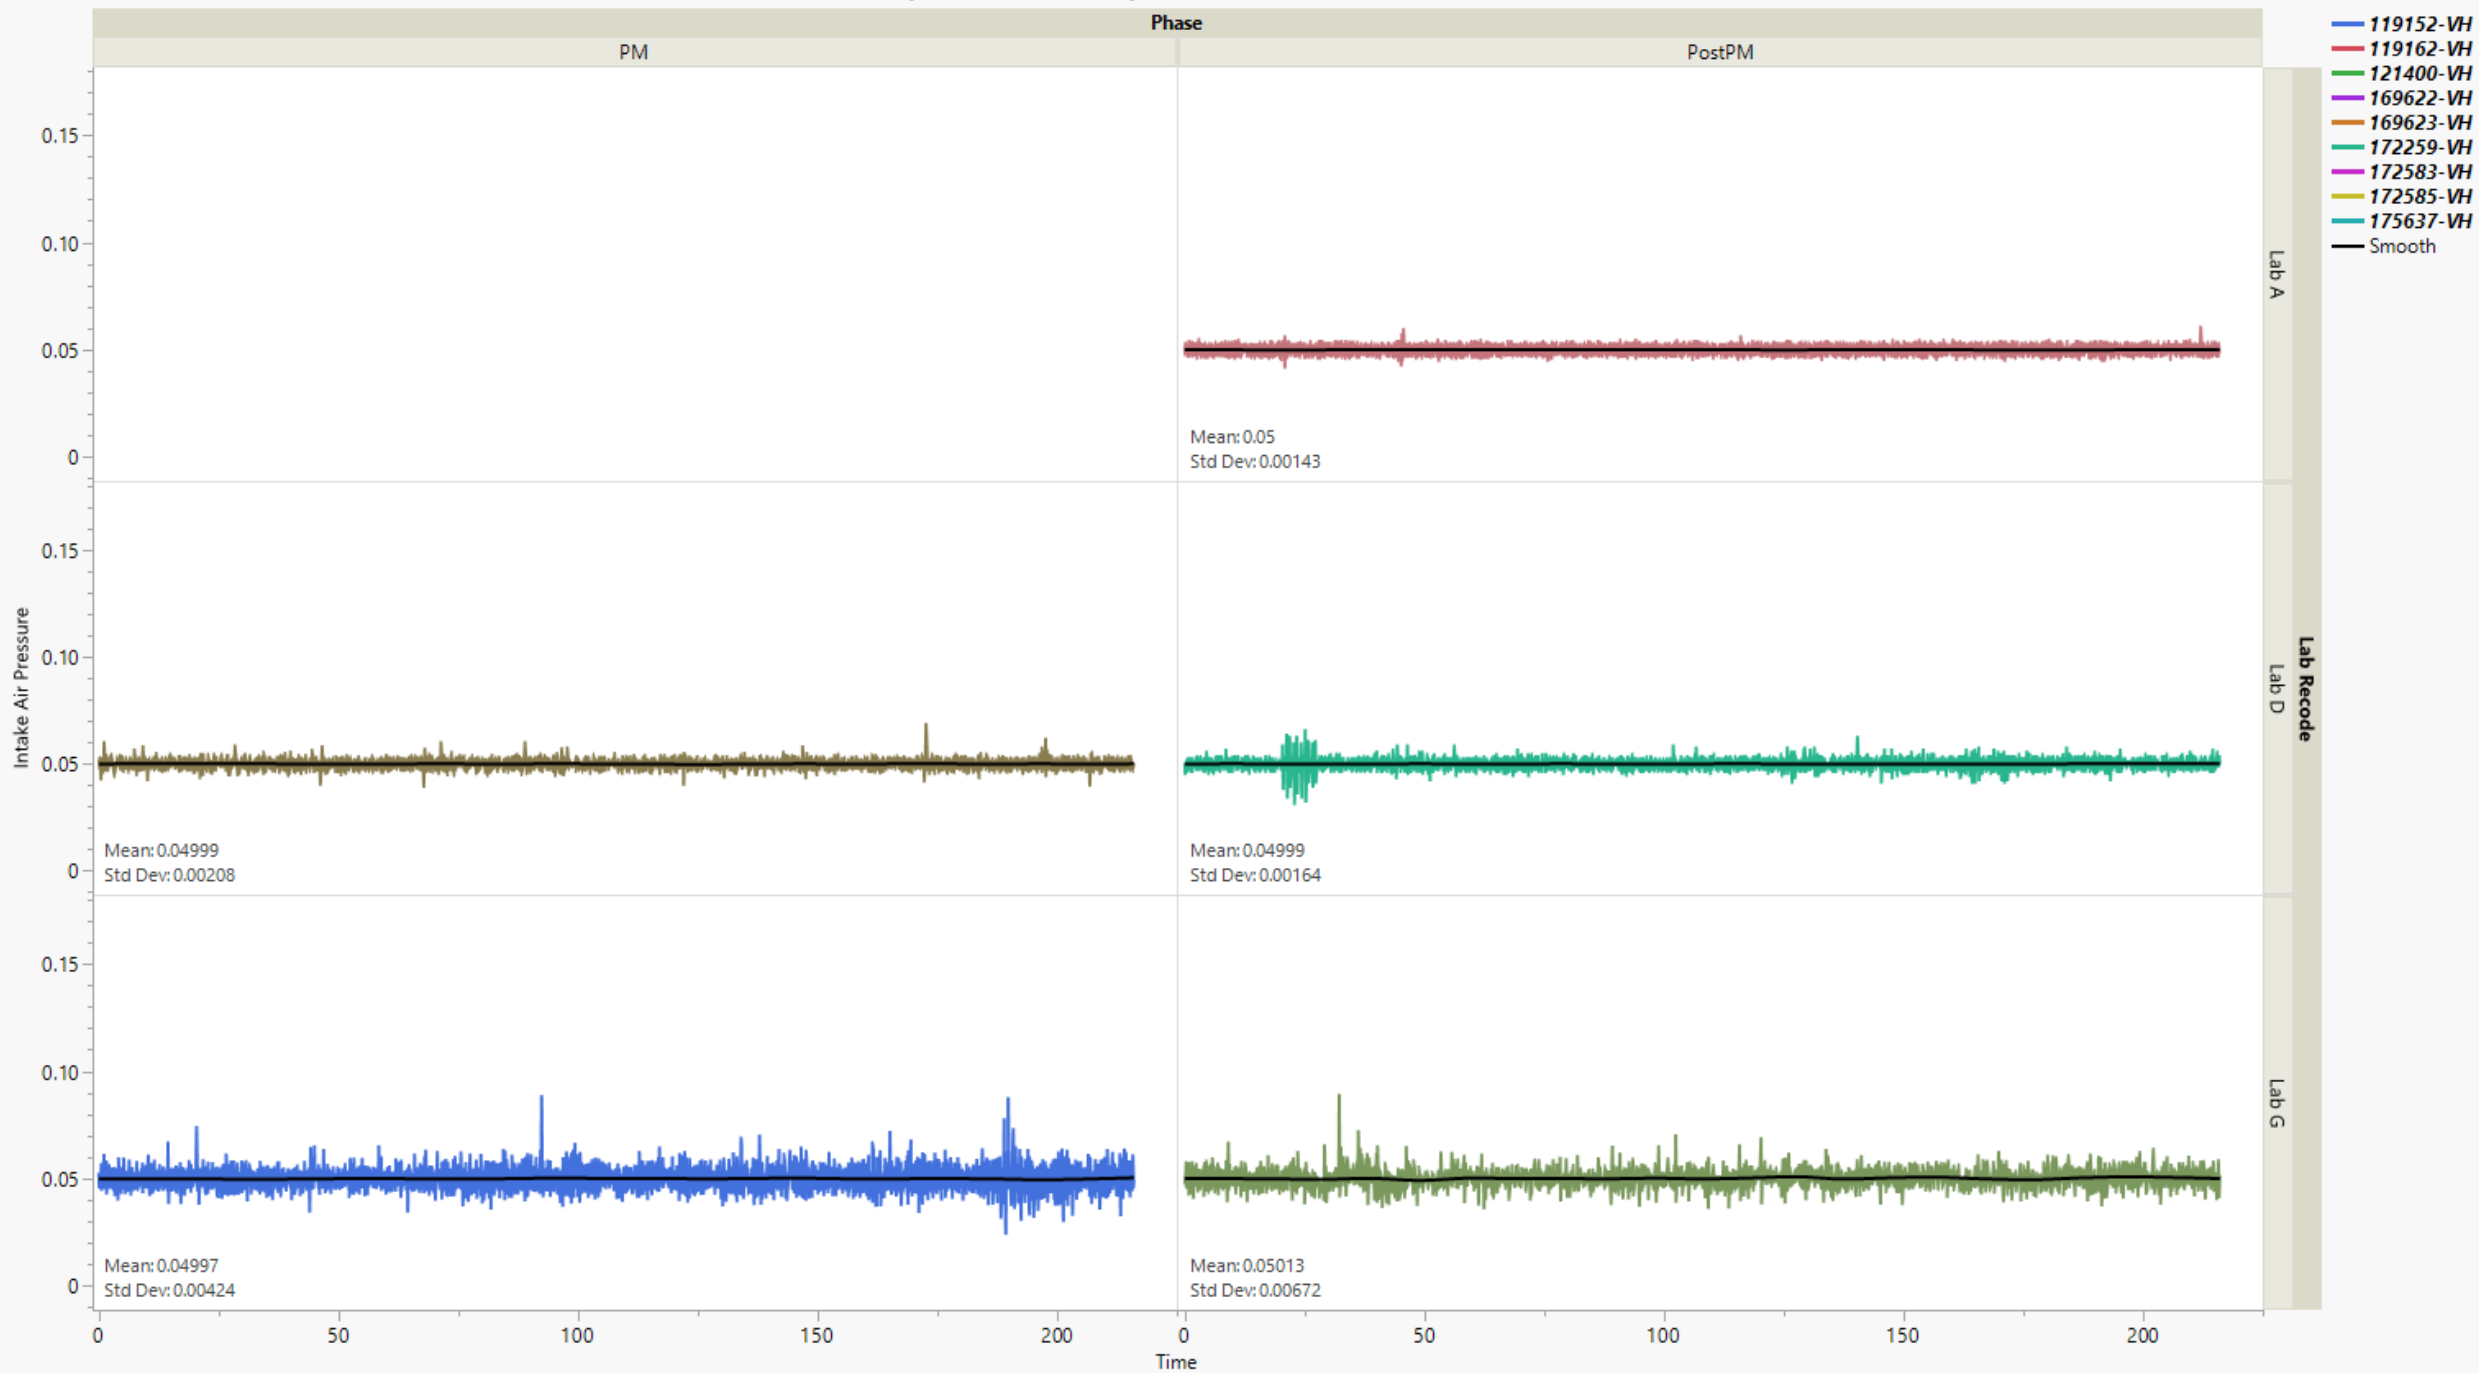 Phase
PM
PostPM
119152-VH
119162-VH
121400-VH
169622-VH
169623-VH
172259-VH
172583-VH
172585-VH
175637-VH
Smooth
Intake Air Pressure
Lab Recode
Lab A
0.15
0.10
0.05
0
Mean: 0.05
Std Dev: 0.00143
Lab D
0.15
0.10
0.05
0
Mean: 0.04999
Std Dev: 0.00208
Mean: 0.04999
Std Dev: 0.00164
Lab G
0.15
0.10
0.05
0
Mean: 0.04997
Std Dev: 0.00424
Mean: 0.05013
Std Dev: 0.00672
0 50 100 150 200 0 50 100 150 200
Time